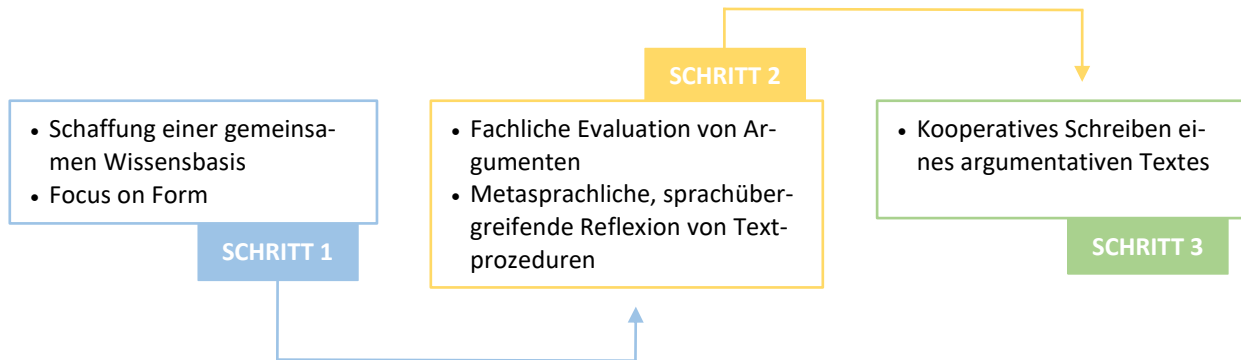 • Schaffung einer gemeinsa-
men Wissensbasis
• Focus on Form
SCHRITT 1
SCHRITT 2
• Fachliche Evaluation von Ar-
gumenten
• Metasprachliche, sprachüber-
greifende Reflexion von Text-
prozeduren
• Kooperatives Schreiben ei-
nes argumentativen Textes
SCHRITT 3